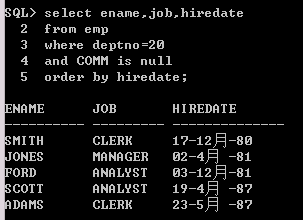 SQL> select ename,job,hiredate
2 from emp
3 where deptno=20
4 and COMM is null
5 order by hiredate;
ENAME JOB HIREDATE
---------- --------- --------------
SMITH CLERK 17-12月-80
JONES MANAGER 02-4月 -81
FORD ANALYST 03-12月-81
SCOTT ANALYST 19-4月 -87
ADAMS CLERK 23-5月 -87